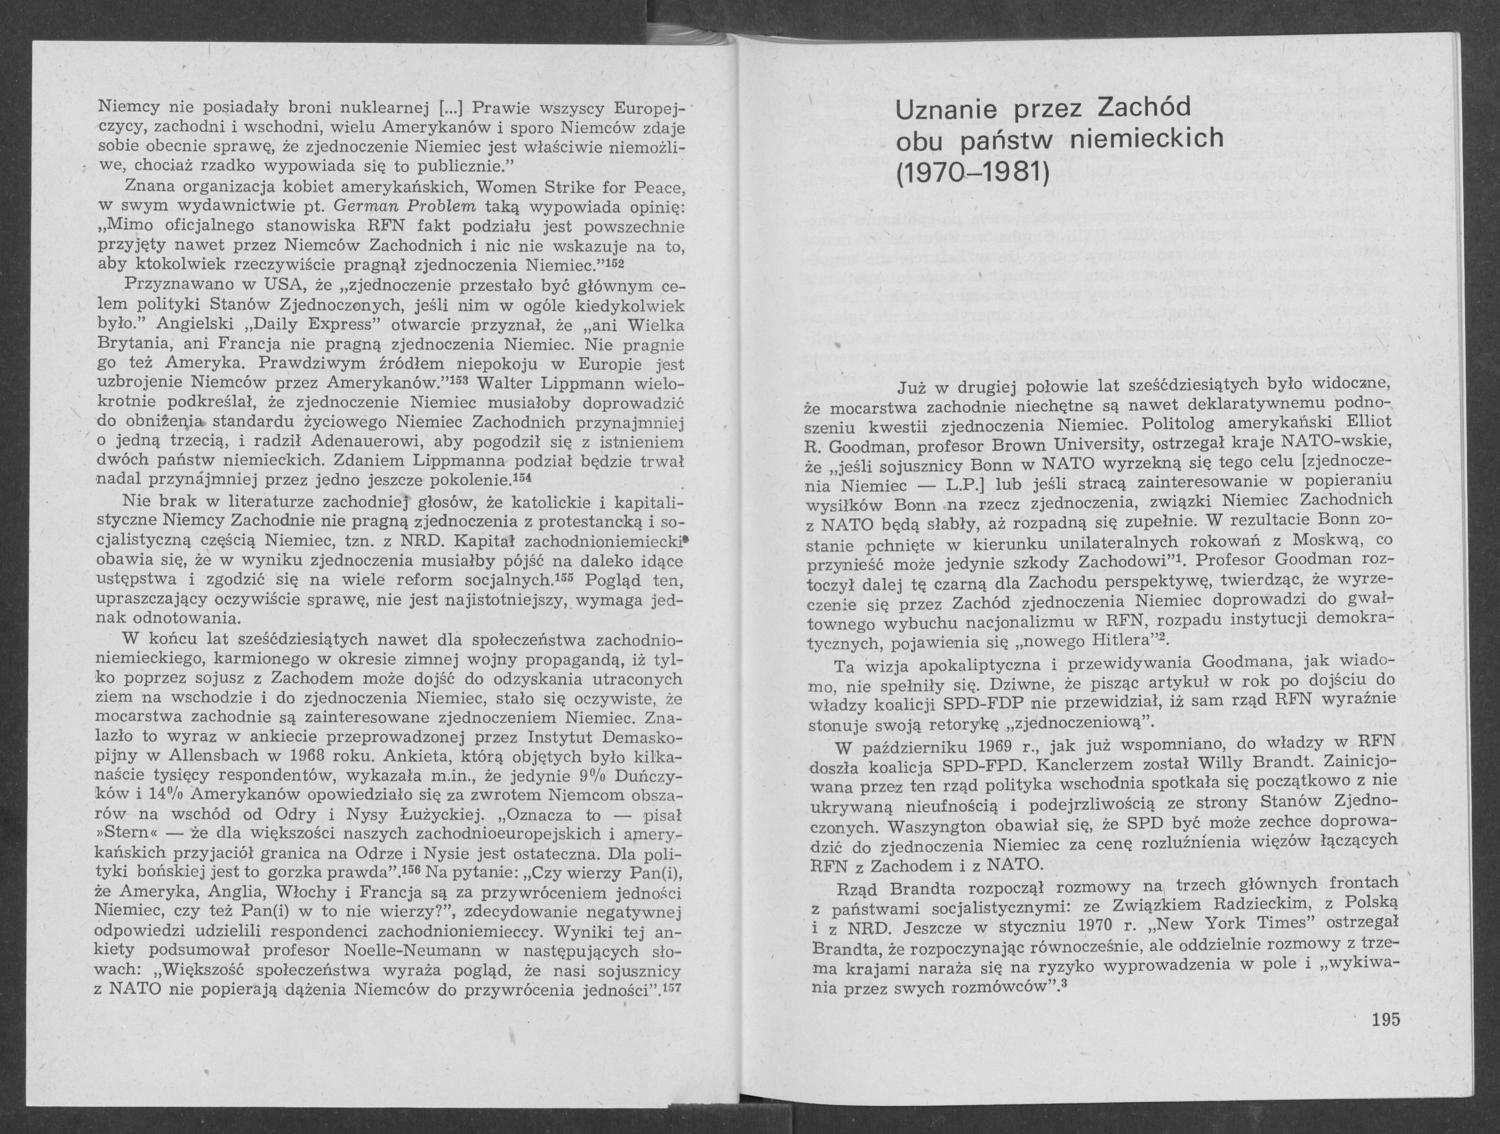 Niemcy nie posiadały broni nuklearnej [...] Prawie wszyscy Europej-
czycy, zachodni i wschodni, wielu Amerykanów i sporo Niemców zdaje
sobie obecnie sprawę, że zjednoczenie Niemiec jest właściwie niemożli-
we, chociaż rzadko wypowiada się to publicznie.”
Znana organizacja kobiet amerykańskich, Women Strike for Peace,
w swym wydawnictwie pt. German Problem taką wypowiada opinię:
„Mimo oficjalnego stanowiska RFN fakt podziału jest powszechnie
przyjęty nawet przez Niemców Zachodnich i nic nie wskazuje na to,
aby ktokolwiek rzeczywiście pragnął zjednoczenia Niemiec.”¹⁵²
Przyznawano w USA, że „zjednoczenie przestało być głównym ce-
lem polityki Stanów Zjednoczonych, jeśli nim w ogóle kiedykolwiek
było.” Angielski „Daily Express” otwarcie przyznał, że „ani Wielka
Brytania, ani Francja nie pragną zjednoczenia Niemiec. Nie pragnie
go też Ameryka. Prawdziwym źródłem niepokoju w Europie jest
uzbrojenie Niemców przez Amerykanów.”¹⁵³ Walter Lippmann wielo-
krotnie podkreślał, że zjednoczenie Niemiec musiałoby doprowadzić
do obniżenia standardu życiowego Niemiec Zachodnich przynajmniej
o jedną trzecią, i radził Adenauerowi, aby pogodził się z istnieniem
dwóch państw niemieckich. Zdaniem Lippmanna podział będzie trwał
nadal przynajmniej przez jedno jeszcze pokolenie.¹⁵⁴
Nie brak w literaturze zachodniej głosów, że katolickie i kapitali-
styczne Niemcy Zachodnie nie pragną zjednoczenia z protestancką i so-
cjalistyczną częścią Niemiec, tzn. z NRD. Kapitał zachodnioniemiecki
obawia się, że w wyniku zjednoczenia musiałby pójść na daleko idące
ustępstwa i zgodzić się na wiele reform socjalnych.¹⁵⁵ Pogląd ten,
upraszczający oczywiście sprawę, nie jest najistotniejszy, wymaga jed-
nak odnotowania.
W końcu lat sześćdziesiątych nawet dla społeczeństwa zachodnio-
niemieckiego, karmionego w okresie zimnej wojny propagandą, iż tyl-
ko poprzez sojusz z Zachodem może dojść do odzyskania utraconych
ziem na wschodzie i do zjednoczenia Niemiec, stało się oczywiste, że
mocarstwa zachodnie są zainteresowane zjednoczeniem Niemiec. Zna-
lazło to wyraz w ankiecie przeprowadzonej przez Instytut Demasko-
pijny w Allensbach w 1968 roku. Ankieta, którą objętych było kilka-
naście tysięcy respondentów, wykazała m.in., że jedynie 9% Duńczy-
ków i 14% Amerykanów opowiedziało się za zwrotem Niemcom obsza-
rów na wschód od Odry i Nysy Łużyckiej. „Oznacza to — pisał
»Stern« — że dla większości naszych zachodnioeuropejskich i amery-
kańskich przyjaciół granica na Odrze i Nysie jest ostateczna. Dla poli-
tyki bońskiej jest to gorzka prawda”.¹⁵⁶ Na pytanie: „Czy wierzy Pan(i),
że Ameryka, Anglia, Włochy i Francja są za przywróceniem jedności
Niemiec, czy też Pan(i) w to nie wierzy?”, zdecydowanie negatywnej
odpowiedzi udzielili respondenci zachodnioniemieccy. Wyniki tej an-
kiety podsumował profesor Noelle-Neumann w następujących sło-
wach: „Większość społeczeństwa wyraża pogląd, że nasi sojusznicy
z NATO nie popierają dążenia Niemców do przywrócenia jedności”.¹⁵⁷
Uznanie przez Zachód
obu państw niemieckich
(1970–1981)
Już w drugiej połowie lat sześćdziesiątych było widoczne,
że mocarstwa zachodnie niechętne są nawet deklaratywnemu podno-
szeniu kwestii zjednoczenia Niemiec. Politolog amerykański Elliot
R. Goodman, profesor Brown University, ostrzegał kraje NATO-wskie,
że „jeśli sojusznicy Bonn w NATO wyrzekną się tego celu [zjednocze-
nia Niemiec — L.P.] lub jeśli stracą zainteresowanie w popieraniu
wysiłków Bonn na rzecz zjednoczenia, związki Niemiec Zachodnich
z NATO będą słabły, aż rozpadną się zupełnie. W rezultacie Bonn zo-
stanie pchnięte w kierunku unilateralnych rokowań z Moskwą, co
przynieść może jedynie szkody Zachodowi”¹. Profesor Goodman roz-
toczył dalej tę czarną dla Zachodu perspektywę, twierdząc, że wyrze-
czenie się przez Zachód zjednoczenia Niemiec doprowadzi do gwał-
townego wybuchu nacjonalizmu w RFN, rozpadu instytucji demokra-
tycznych, pojawienia się „nowego Hitlera”².
Ta wizja apokaliptyczna i przewidywania Goodmana, jak wiado-
mo, nie spełniły się. Dziwne, że pisząc artykuł w rok po dojściu do
władzy koalicji SPD-FDP nie przewidział, iż sam rząd RFN wyraźnie
stonuje swoją retorykę „zjednoczeniową”.
W październiku 1969 r., jak już wspomniano, do władzy w RFN
doszła koalicja SPD-FPD. Kanclerzem został Willy Brandt. Zainicjo-
wana przez ten rząd polityka wschodnia spotkała się początkowo z nie
ukrywaną nieufnością i podejrzliwością ze strony Stanów Zjedno-
czonych. Waszyngton obawiał się, że SPD być może zechce doprowa-
dzić do zjednoczenia Niemiec za cenę rozluźnienia więzów łączących
RFN z Zachodem i z NATO.
Rząd Brandta rozpoczął rozmowy na trzech głównych frontach
z państwami socjalistycznymi: ze Związkiem Radzieckim, z Polską
i z NRD. Jeszcze w styczniu 1970 r. „New York Times” ostrzegał
Brandta, że rozpoczynając równocześnie, ale oddzielnie rozmowy z trze-
ma krajami naraża się na ryzyko wyprowadzenia w pole i „wykiwa-
nia przez swych rozmówców”.³
195